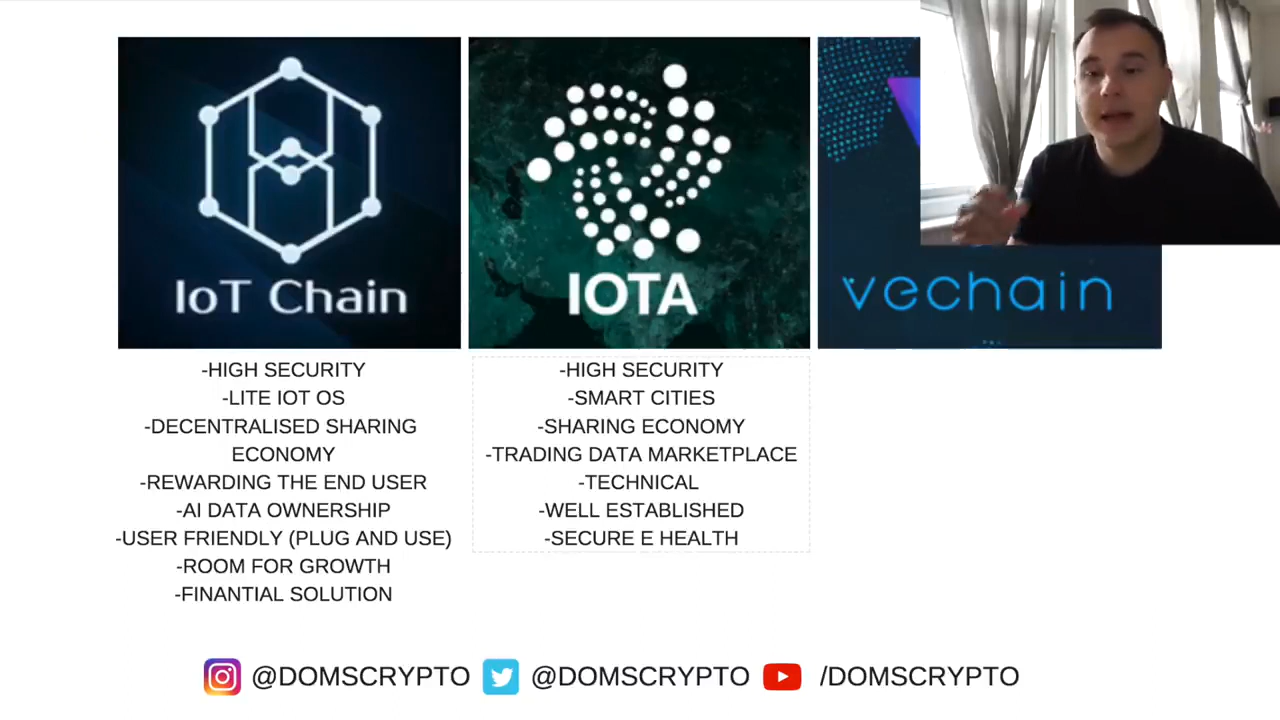 IoT Chain
IOTA
vechain
-HIGH SECURITY
-LITE IOT OS
-DECENTRALISED SHARING
ECONOMY
-REWARDING THE END USER
-AI DATA OWNERSHIP
-USER FRIENDLY (PLUG AND USE)
-ROOM FOR GROWTH
-FINANTIAL SOLUTION
-HIGH SECURITY
-SMART CITIES
-SHARING ECONOMY
-TRADING DATA MARKETPLACE
-TECHNICAL
-WELL ESTABLISHED
-SECURE E HEALTH
@DOMSCRYPTO @DOMSCRYPTO /DOMSCRYPTO